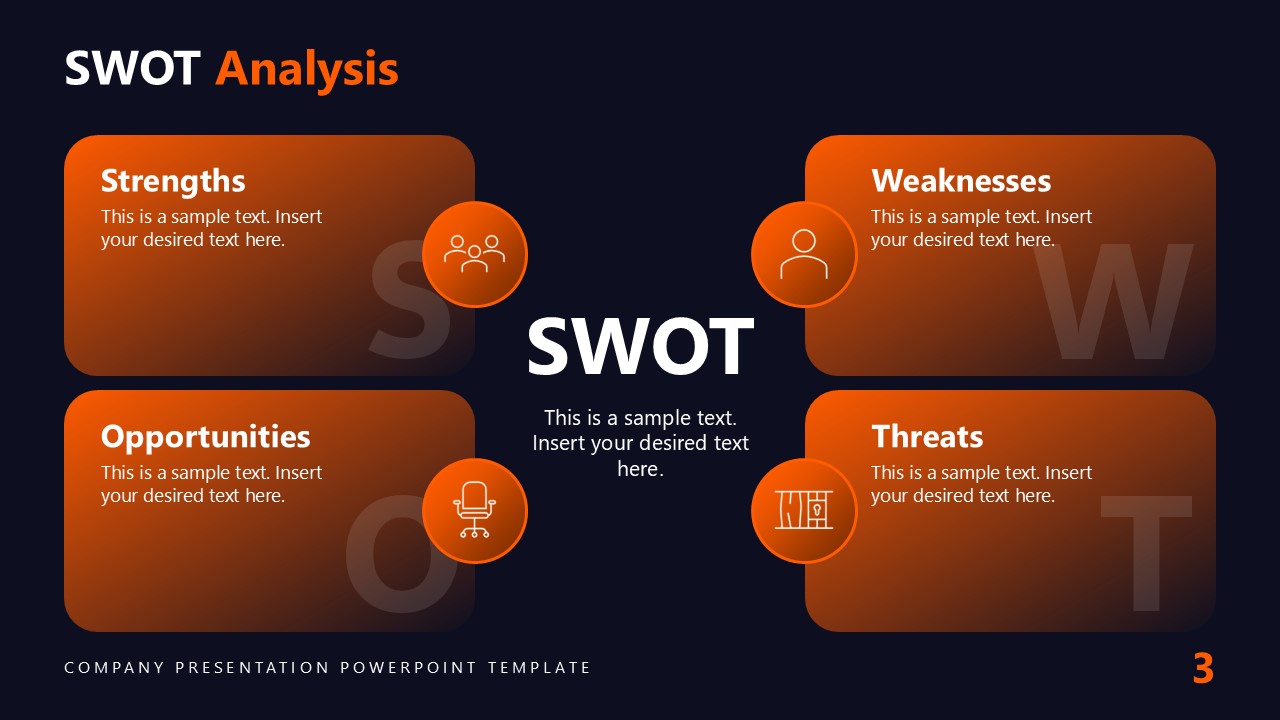 SWOT Analysis
Strengths
This is a sample text. Insert
your desired text here.
S
Weaknesses
This is a sample text. Insert
your desired text here.
W
SWOT
This is a sample text.
Insert your desired text
here.
Opportunities
This is a sample text. Insert
your desired text here.
O
Threats
This is a sample text. Insert
your desired text here.
T
COMPANY PRESENTATION POWERPOINT TEMPLATE
3